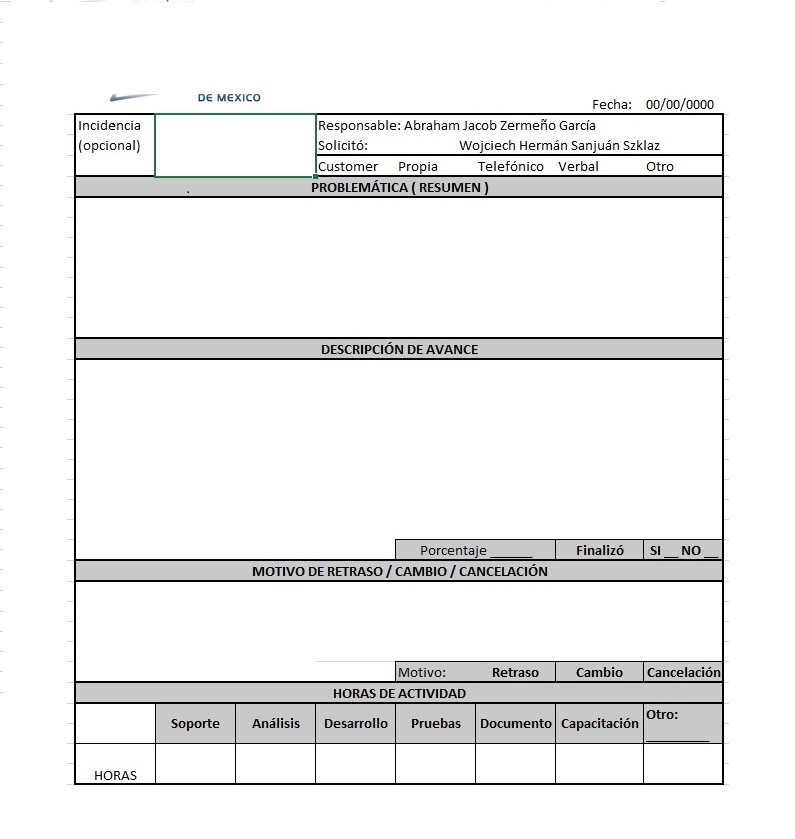 DE MEXICO
Fecha: 00/00/0000
Incidencia
(opcional)
Responsable: Abraham Jacob Zermeño García
Solicitó: Wojciech Hermán Sanjuán Szklaz
Customer Propia Telefónico Verbal Otro
PROBLEMÁTICA ( RESUMEN )
DESCRIPCIÓN DE AVANCE
Porcentaje ______ Finalizó SI __ NO __
MOTIVO DE RETRASO / CAMBIO / CANCELACIÓN
Motivo: Retraso Cambio Cancelación
HORAS DE ACTIVIDAD
Soporte Análisis Desarrollo Pruebas Documento Capacitación Otro: ________
HORAS